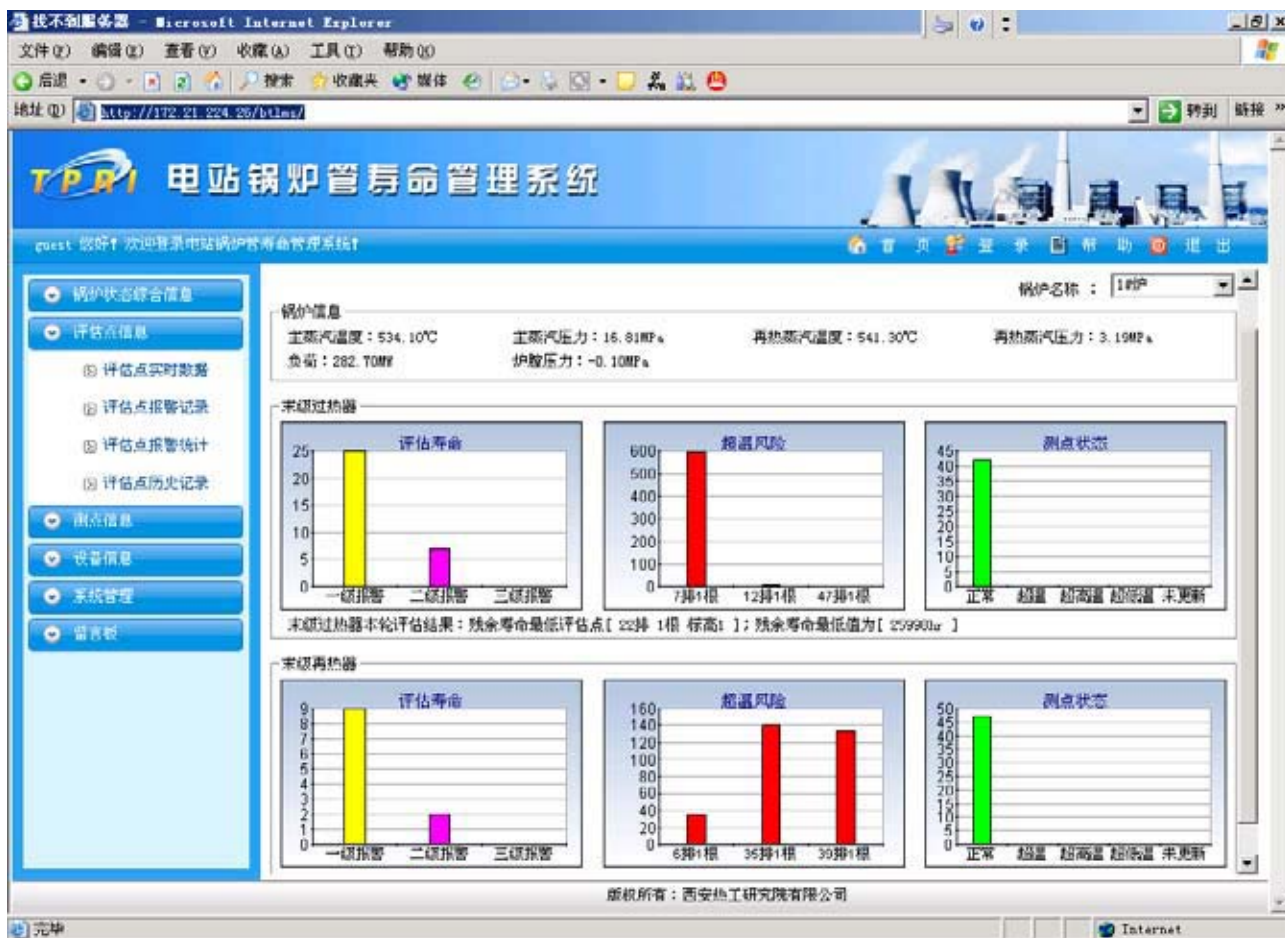 找不到服务器 - Microsoft Internet Explorer
文件(F) 编辑(E) 查看(V) 收藏(A) 工具(T) 帮助(H)
后退 搜索 收藏夹 媒体
地址(D) http://172.21.224.26/btlms/ 转到 链接 »
TPRI 电站锅炉管寿命管理系统
guest 您好! 欢迎登录电站锅炉管寿命管理系统! 首 页 登 录 帮 助 退 出
锅炉状态综合信息
评估点信息
评估点实时数据
评估点报警记录
评估点报警统计
评估点历史记录
测点信息
设备信息
系统管理
留言板
锅炉名称 : 1#炉
锅炉信息
主蒸汽温度:534.10℃ 主蒸汽压力:16.81MPa 再热蒸汽温度:541.30℃ 再热蒸汽压力:3.19MPa
负荷:282.70MW 炉膛压力:-0.10MPa
末级过热器
评估寿命
25
20
15
10
5
0
一级报警 二级报警 三级报警
超温风险
600
500
400
300
200
100
0
7排1根 12排1根 47排1根
测点状态
45
40
35
30
25
20
15
10
5
0
正常 超温 超高温 超低温 未更新
末级过热器本轮评估结果:残余寿命最低评估点[ 22排 1根 标高1 ];残余寿命最低值为[
末级再热器
评估寿命
9
8
7
6
5
4
3
2
1
0
一级报警 二级报警 三级报警
超温风险
160
140
120
100
80
60
40
20
0
6排1根 35排1根 39排1根
测点状态
50
45
40
35
30
25
20
15
10
5
0
正常 超温 超高温 超低温 未更新
版权所有:西安热工研究院有限公司
完毕 Internet